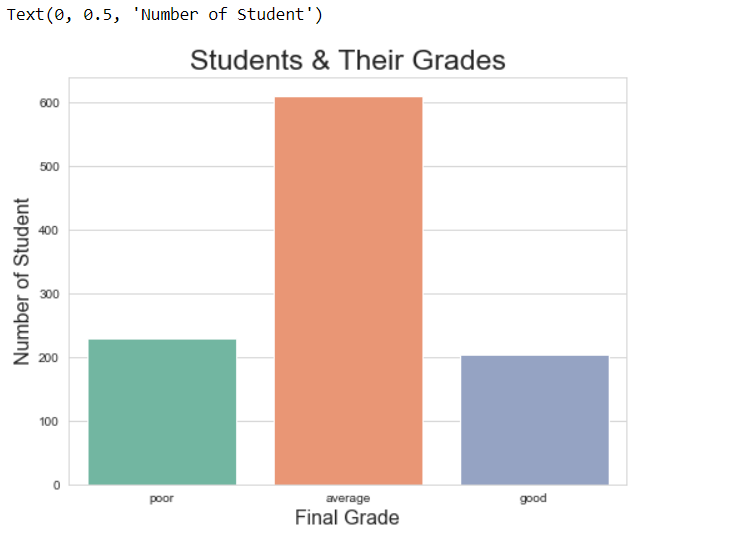 Text(0, 0.5, 'Number of Student')
Students & Their Grades
Number of Student
600
500
400
300
200
100
0
poor average good
Final Grade